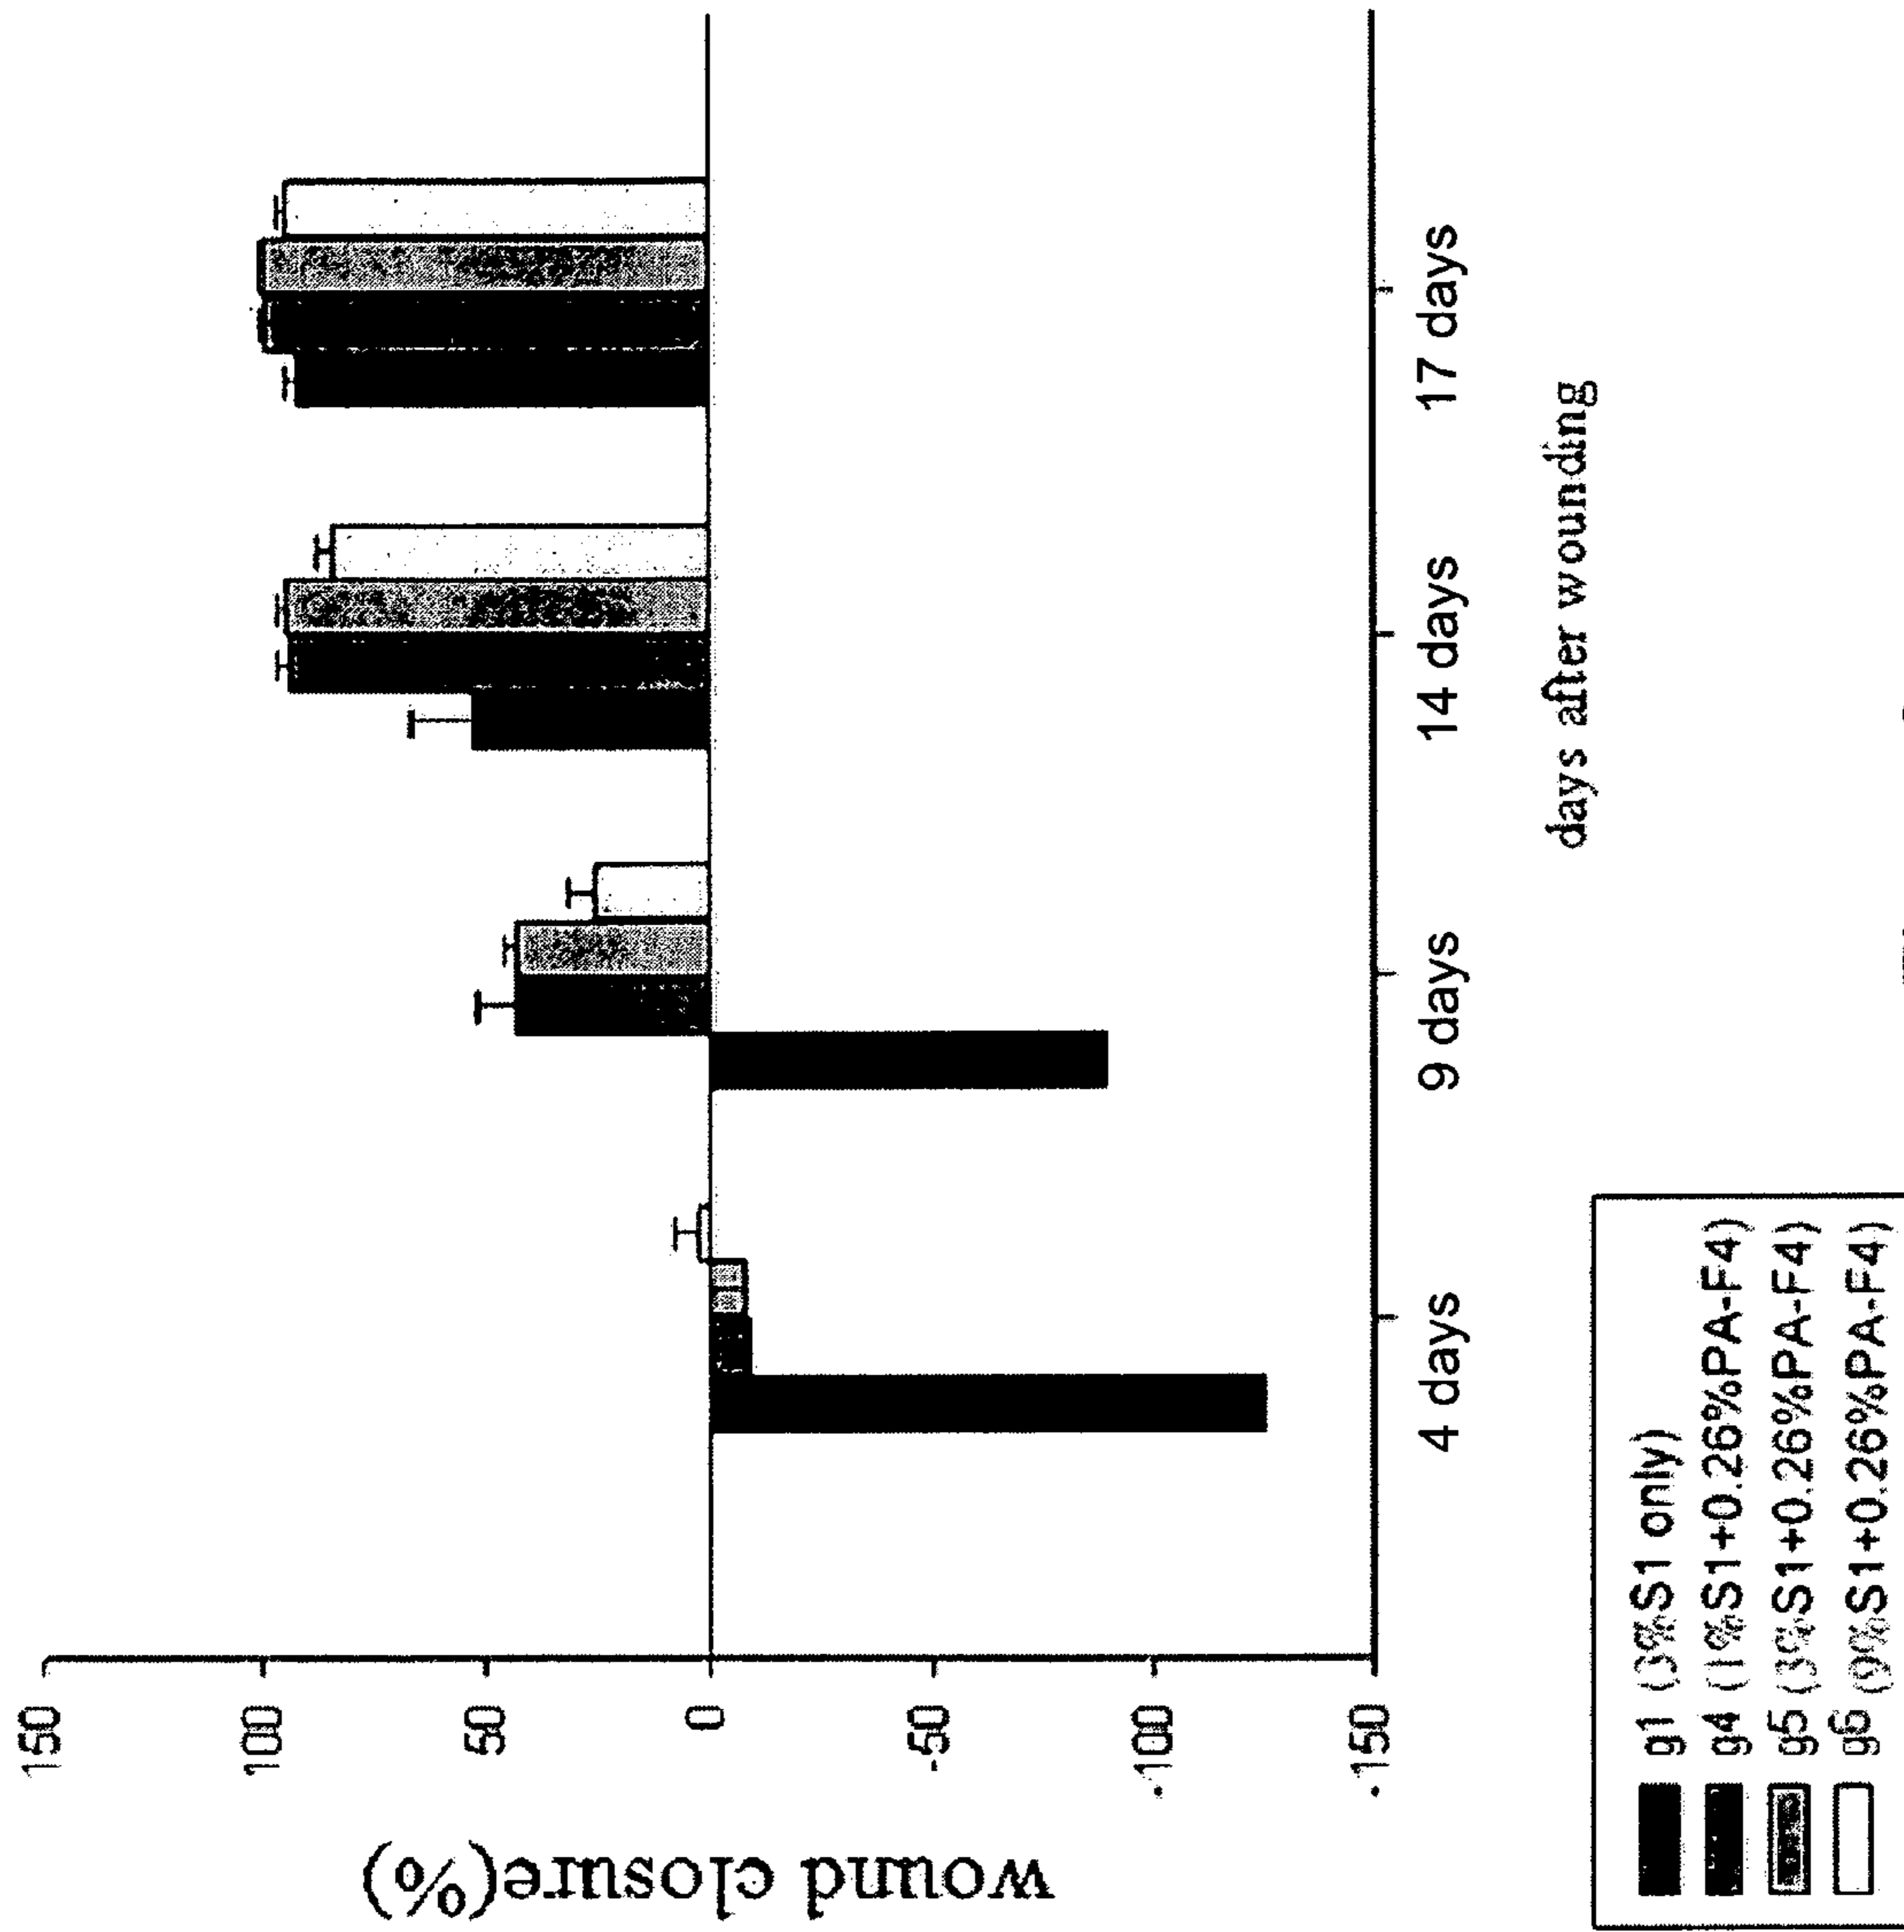 wound closure(%)
150
100
50
0
-50
-100
-150
4 days
9 days
14 days
17 days
days after wounding
g1 (3%S1 only)
g4 (1%S1+0.26%PA-F4)
g5 (3%S1+0.26%PA-F4)
g6 (9%S1+0.26%PA-F4)